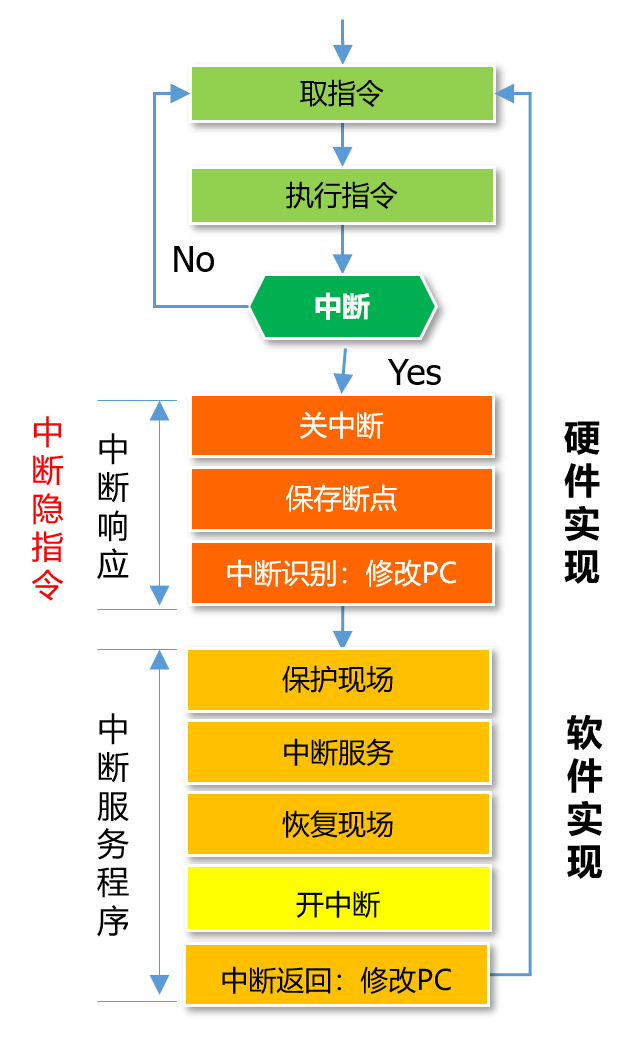 取指令
执行指令
No
中断
Yes
关中断
保存断点
中断识别：修改PC
中断隐指令
中断响应
硬件实现
保护现场
中断服务
恢复现场
开中断
中断返回：修改PC
中断服务程序
软件实现